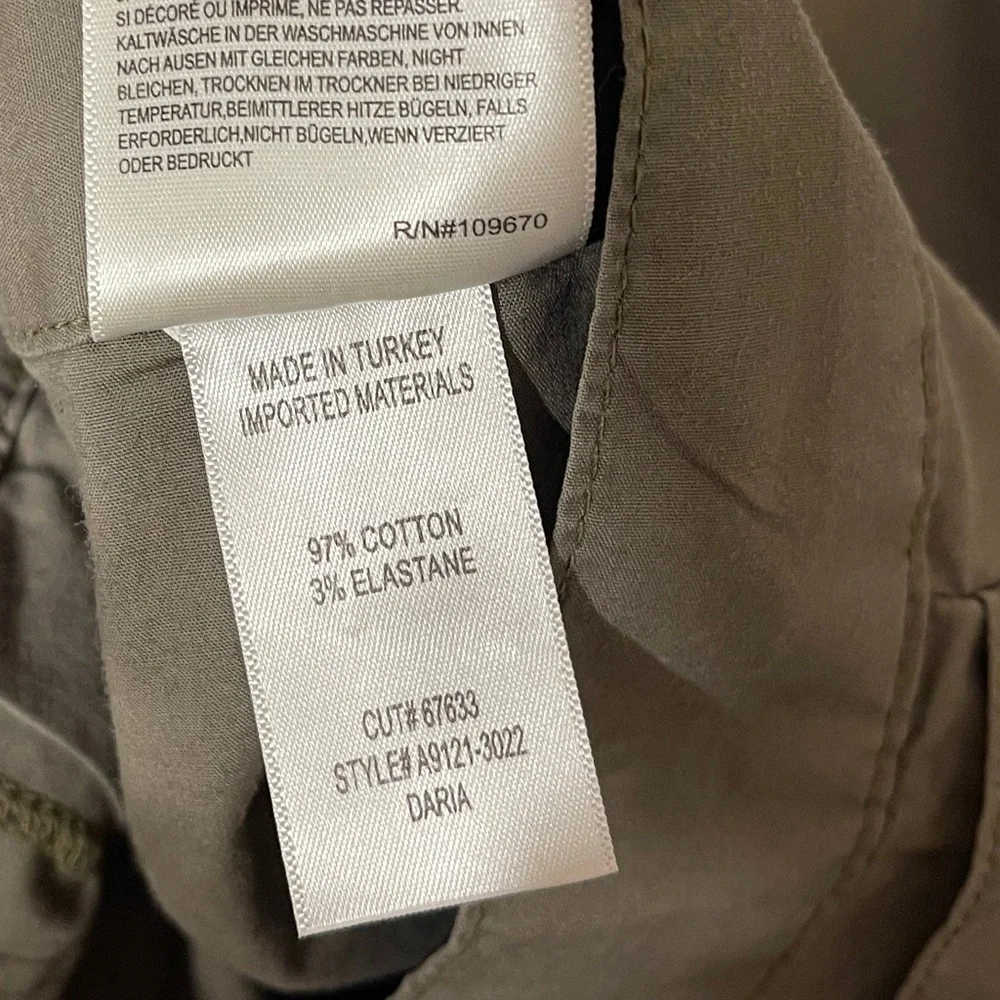 SI DÉCORÉ OU IMPRIMÉ, NE PAS REPASSER.
KALTWÄSCHE IN DER WASCHMASCHINE VON INNEN
NACH AUSEN MIT GLEICHEN FARBEN, NIGHT
BLEICHEN, TROCKNEN IM TROCKNER BEI NIEDRIGER
TEMPERATUR,BEIMITTLERER HITZE BÜGELN, FALLS
ERFORDERLICH,NICHT BÜGELN,WENN VERZIERT
ODER BEDRUCKT
R/N#109670
MADE IN TURKEY
IMPORTED MATERIALS
97% COTTON
3% ELASTANE
CUT# 67633
STYLE# A9121-3022
DARIA